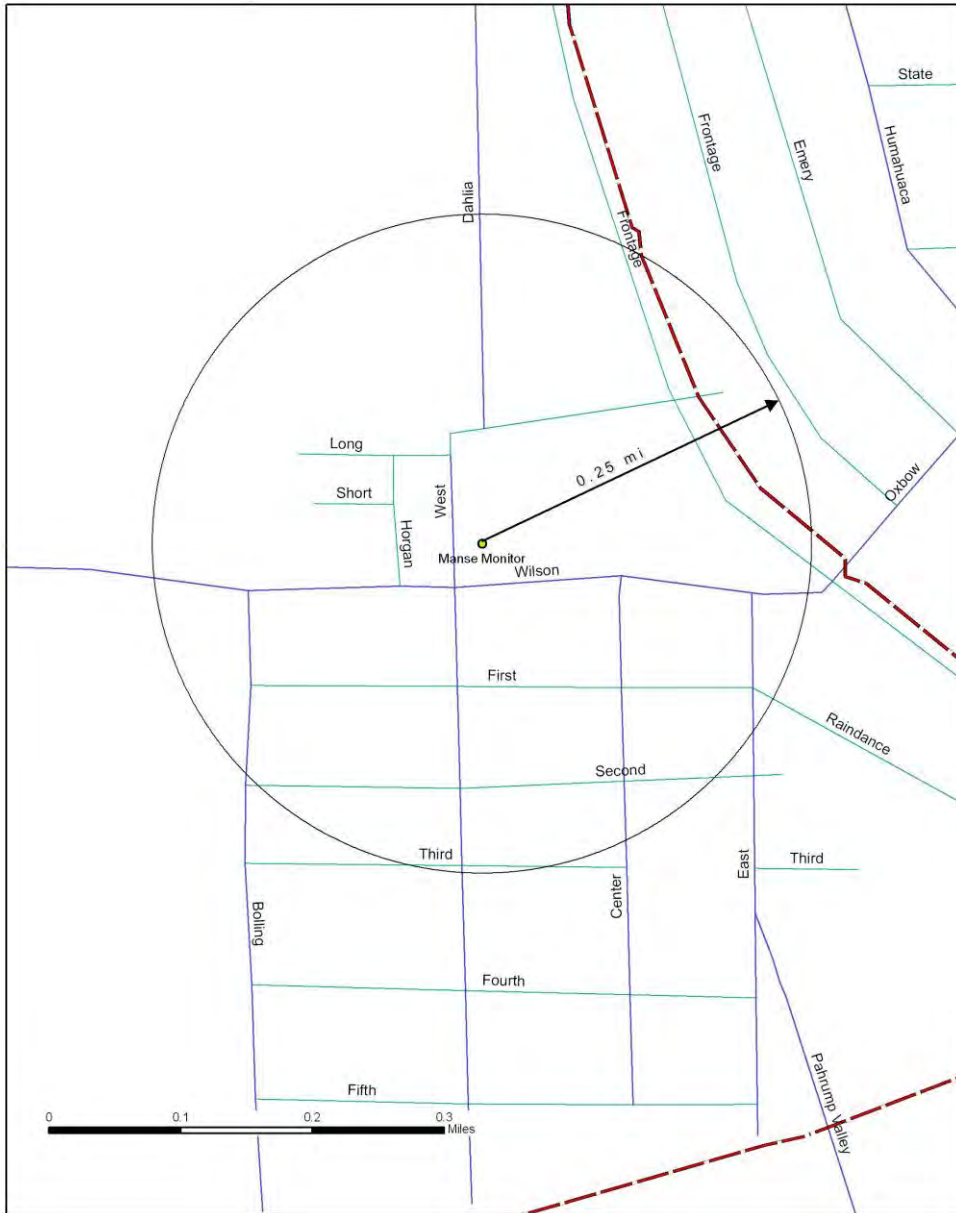 State
Frontage
Emery
Humahuaca
Dahlia
Frontage
Long
Short
West
Horgan
0.25 mi
Oxbow
Manse Monitor
Wilson
First
Raindance
Second
Third
Third
East
Center
Bolling
Fourth
Pahrump Valley
Fifth
0 0.1 0.2 0.3
Miles